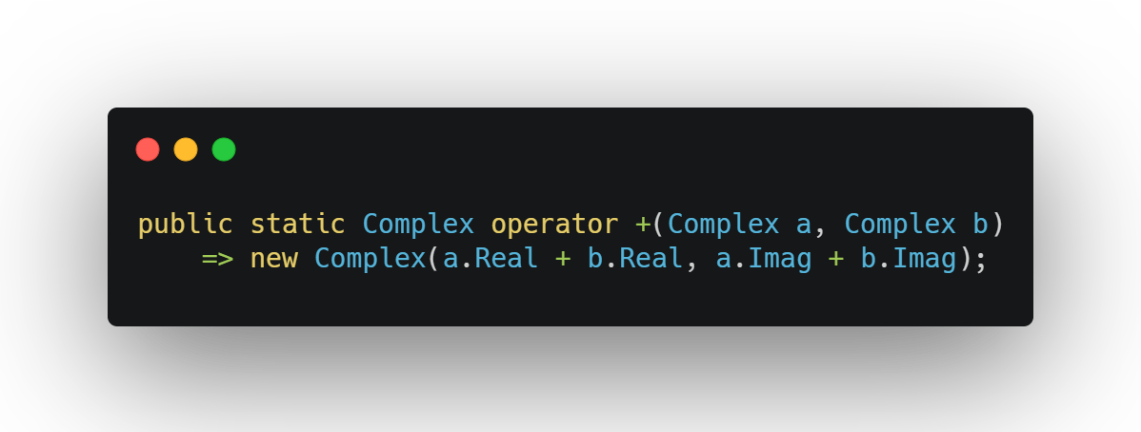 public static Complex operator +(Complex a, Complex b)
    => new Complex(a.Real + b.Real, a.Imag + b.Imag);